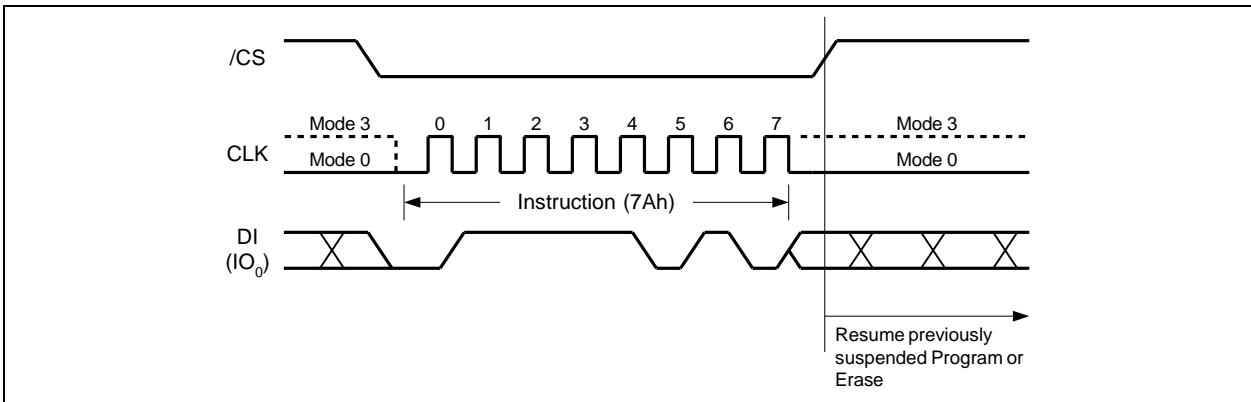 /CS
Mode 3 0 1 2 3 4 5 6 7 Mode 3
CLK
Mode 0 Mode 0
Instruction (7Ah)
DI
(IO0)
Resume previously
suspended Program or
Erase